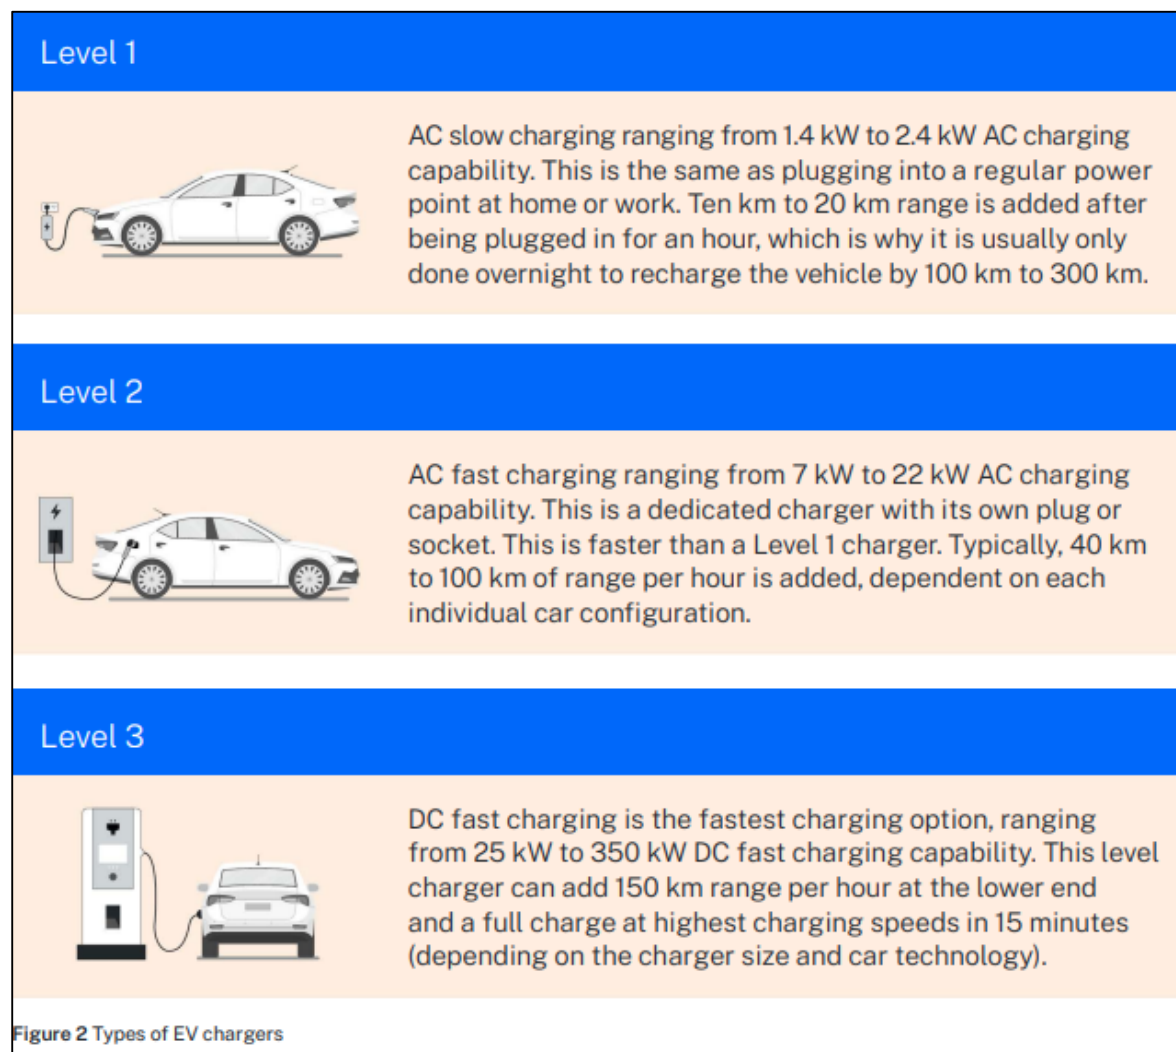 Level 1
AC slow charging ranging from 1.4 kW to 2.4 kW AC charging
capability. This is the same as plugging into a regular power
point at home or work. Ten km to 20 km range is added after
being plugged in for an hour, which is why it is usually only
done overnight to recharge the vehicle by 100 km to 300 km.
Level 2
AC fast charging ranging from 7 kW to 22 kW AC charging
capability. This is a dedicated charger with its own plug or
socket. This is faster than a Level 1 charger. Typically, 40 km
to 100 km of range per hour is added, dependent on each
individual car configuration.
Level 3
DC fast charging is the fastest charging option, ranging
from 25 kW to 350 kW DC fast charging capability. This level
charger can add 150 km range per hour at the lower end
and a full charge at highest charging speeds in 15 minutes
(depending on the charger size and car technology).
Figure 2 Types of EV chargers